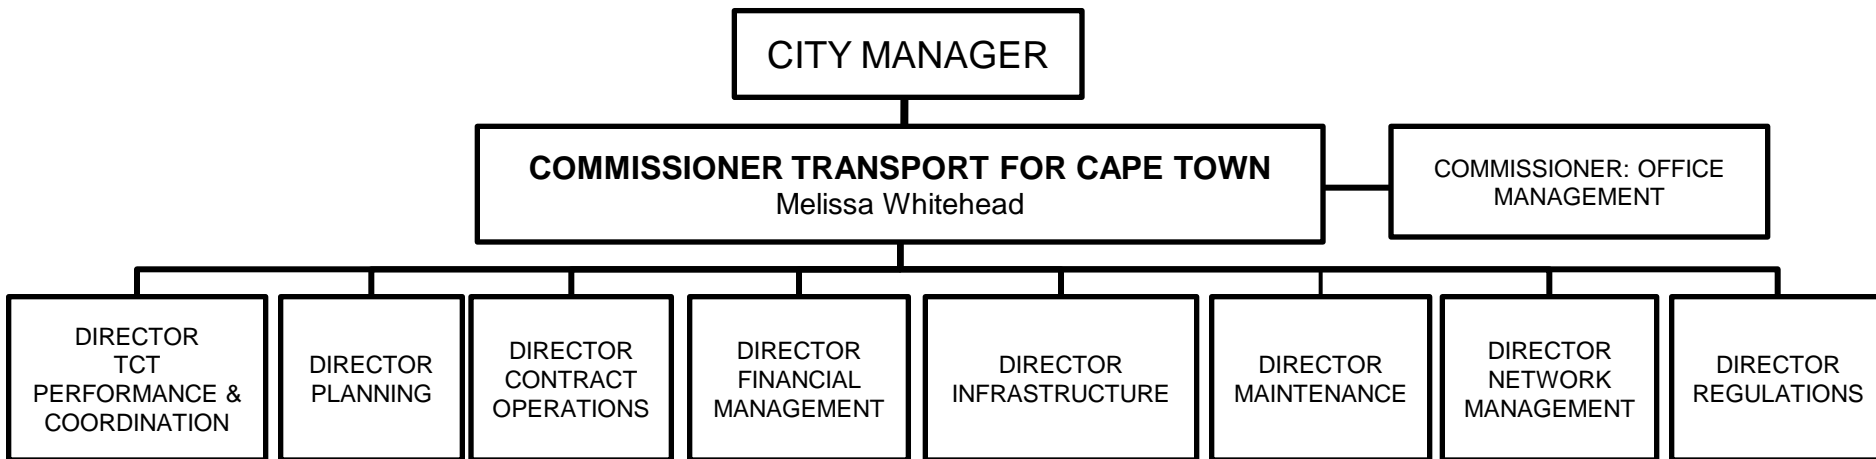 CITY MANAGER
COMMISSIONER TRANSPORT FOR CAPE TOWN
Melissa Whitehead
COMMISSIONER: OFFICE
MANAGEMENT
DIRECTOR
TCT
PERFORMANCE &
COORDINATION
DIRECTOR
PLANNING
DIRECTOR
CONTRACT
OPERATIONS
DIRECTOR
FINANCIAL
MANAGEMENT
DIRECTOR
INFRASTRUCTURE
DIRECTOR
MAINTENANCE
DIRECTOR
NETWORK
MANAGEMENT
DIRECTOR
REGULATIONS